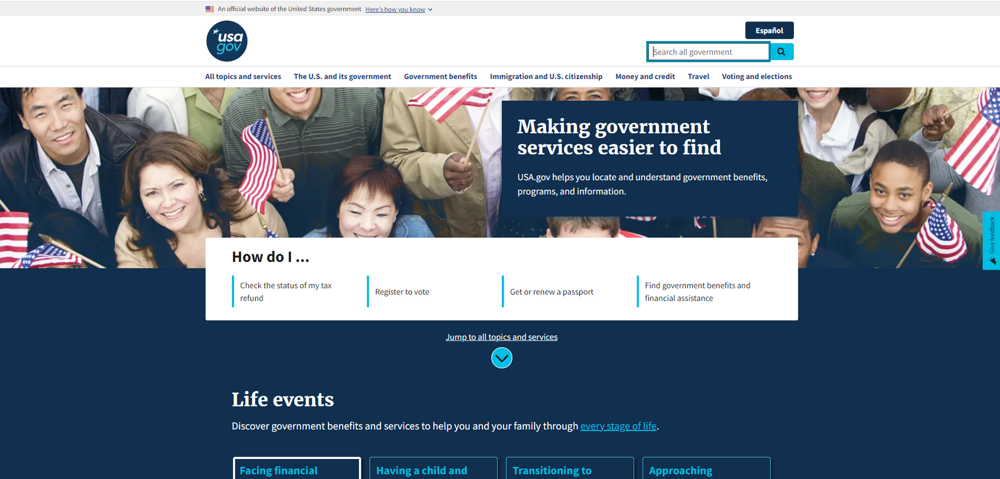 An official website of the United States government Here's how you know
usa
gov
Español
Search all government
All topics and services The U.S. and its government Government benefits Immigration and U.S. citizenship Money and credit Travel Voting and elections
Making government
services easier to find
USA.gov helps you locate and understand government benefits,
programs, and information.
Give feedback
How do I ...
Check the status of my tax
refund
Register to vote
Get or renew a passport
Find government benefits and
financial assistance
Jump to all topics and services
Life events
Discover government benefits and services to help you and your family through every stage of life.
Facing financial
Having a child and
Transitioning to
Approaching